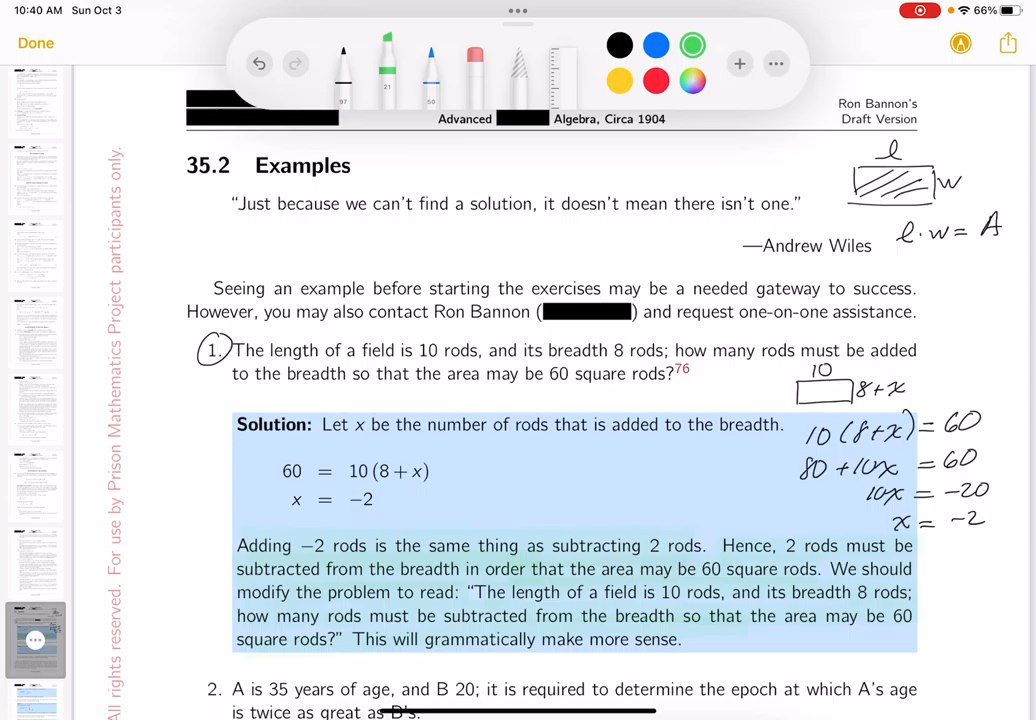 10:40 AM Sun Oct 3
66%
Done
97
21
50
Advanced Algebra, Circa 1904
Ron Bannon's
Draft Version
35.2 Examples
l
w
l · w = A
“Just because we can't find a solution, it doesn't mean there isn't one.”
—Andrew Wiles
Seeing an example before starting the exercises may be a needed gateway to success.
However, you may also contact Ron Bannon ( ) and request one-on-one assistance.
1. The length of a field is 10 rods, and its breadth 8 rods; how many rods must be added
to the breadth so that the area may be 60 square rods?76
10
8+x
Solution: Let x be the number of rods that is added to the breadth.
60 = 10 (8 + x)
x = −2
10 (8+x) = 60
80 + 10x = 60
10x = -20
x = -2
Adding −2 rods is the same thing as subtracting 2 rods. Hence, 2 rods must be
subtracted from the breadth in order that the area may be 60 square rods. We should
modify the problem to read: “The length of a field is 10 rods, and its breadth 8 rods;
how many rods must be subtracted from the breadth so that the area may be 60
square rods?” This will grammatically make more sense.
2. A is 35 years of age, and B 20; it is required to determine the epoch at which A's age
is twice as great as B's.
All rights reserved. For use by Prison Mathematics Project participants only.